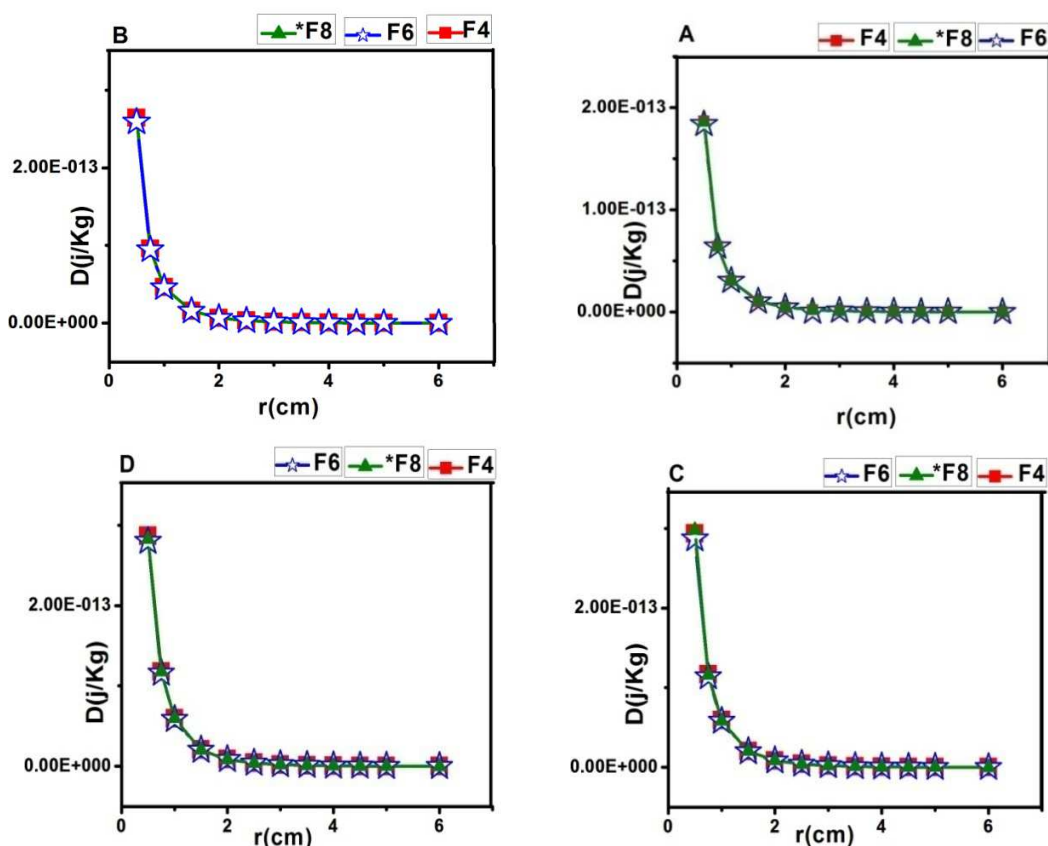 B
*F8 F6 F4
2.00E-013
0.00E+000
D(j/Kg)
0 2 4 6
r(cm)
A
F4 *F8 F6
2.00E-013
1.00E-013
0.00E+000
D(j/Kg)
0 2 4 6
r(cm)
D
F6 *F8 F4
2.00E-013
0.00E+000
D(j/Kg)
0 2 4 6
r(cm)
C
F6 *F8 F4
2.00E-013
0.00E+000
D(j/Kg)
0 2 4 6
r(cm)